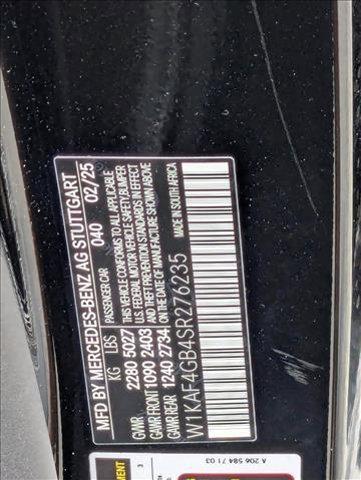 MFD BY MERCEDES-BENZ AG STUTTGART
PASSENGER CAR 040 02/25
KG LBS THIS VEHICLE CONFORMS TO ALL APPLICABLE
GVWR 2280 5027 U.S. FEDERAL MOTOR VEHICLE SAFETY, BUMPER
GAWR FRONT 1090 2403 AND THEFT PREVENTION STANDARDS IN EFFECT
GAWR REAR 1240 2734 ON THE DATE OF MANUFACTURE SHOWN ABOVE
W1KAF4GB4SR276235
MADE IN SOUTH AFRICA
A 206 584 71 03
3